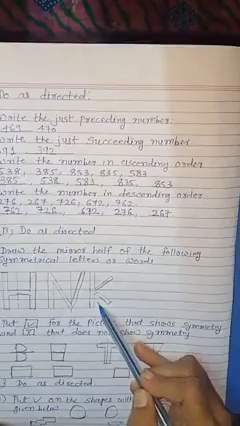 Do as directed.
Write the just preceding number.
469 470
Write the just succeeding number
391 392
Write the number in ascending order
538, 385, 853, 835, 583
385 538, 583, 835, 853
Write the number in descending order
276, 267, 726, 672, 762
762, 726, 672, 276, 267.
B) Do as directed
Draw the mirror half of the following
symmetrical letters or words
H M K
Put for the picture that shows symmetry
and that does not show symmetry
B T
Do as directed
Put on the shapes
given below